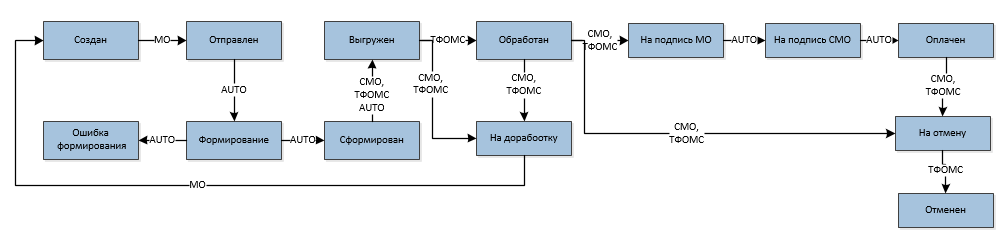 Создан
МО
Отправлен
Выгружен
ТФОМС
Обработан
СМО,
ТФОМС
На подпись МО
AUTO
На подпись СМО
AUTO
Оплачен
AUTO
СМО,
ТФОМС
AUTO
СМО,
ТФОМС
СМО,
ТФОМС
СМО,
ТФОМС
Ошибка
формирования
AUTO
Формирование
AUTO
Сформирован
На дорабоотку
СМО,
ТФОМС
На отмену
МО
ТФОМС
Отменен